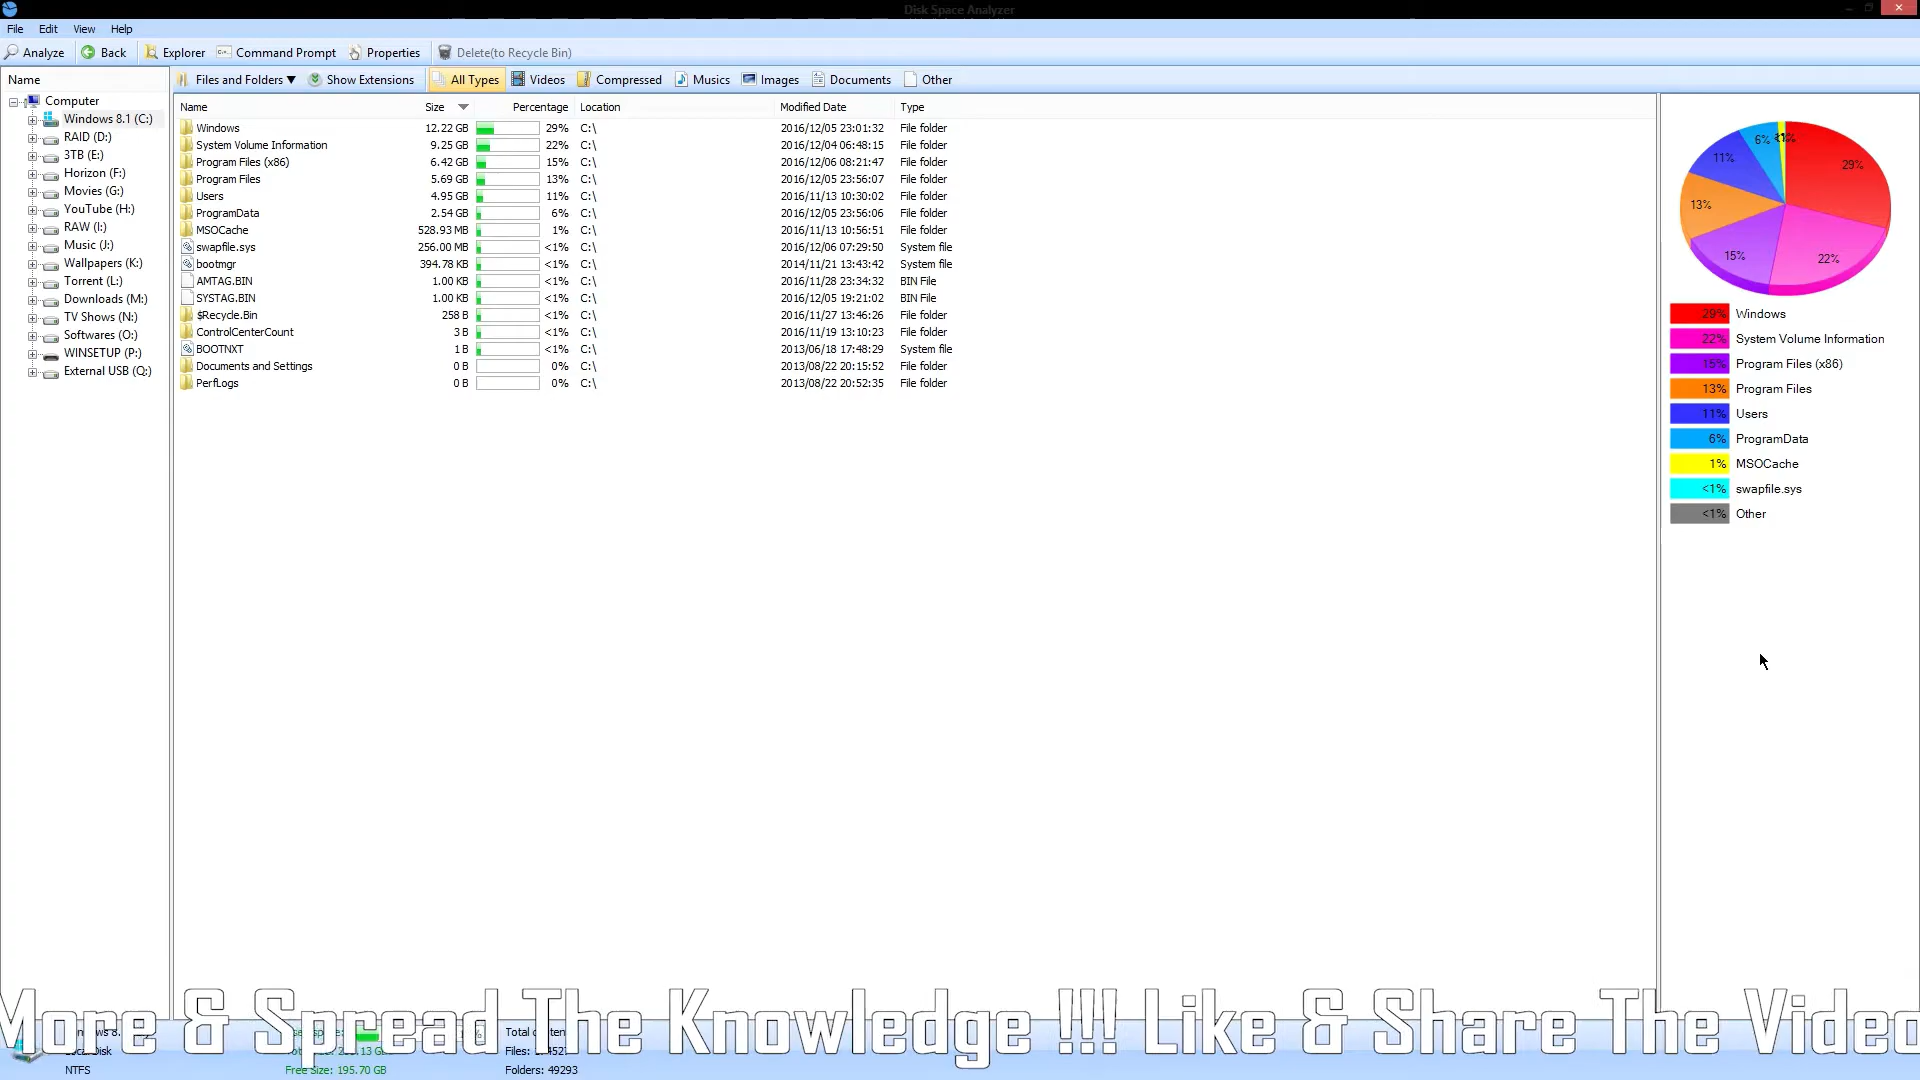 Disk Space Analyzer
File Edit View Help
Analyze Back Explorer Command Prompt Properties Delete(to Recycle Bin)
Name
Computer
Windows 8.1 (C:)
RAID (D:)
3TB (E:)
Horizon (F:)
Movies (G:)
YouTube (H:)
RAW (I:)
Music (J:)
Wallpapers (K:)
Torrent (L:)
Downloads (M:)
TV Shows (N:)
Softwares (O:)
WINSETUP (P:)
External USB (Q:)
Files and Folders Show Extensions All Types Videos Compressed Musics Images Documents Other
Name Size Percentage Location Modified Date Type
Windows 12.22 GB 29% C:\ 2016/12/05 23:01:32 File folder
System Volume Information 9.25 GB 22% C:\ 2016/12/04 06:48:15 File folder
Program Files (x86) 6.42 GB 15% C:\ 2016/12/06 08:21:47 File folder
Program Files 5.69 GB 13% C:\ 2016/12/05 23:56:07 File folder
Users 4.95 GB 11% C:\ 2016/11/13 10:30:02 File folder
ProgramData 2.54 GB 6% C:\ 2016/12/05 23:56:06 File folder
MSOCache 528.93 MB 1% C:\ 2016/11/13 10:56:51 File folder
swapfile.sys 256.00 MB <1% C:\ 2016/12/06 07:29:50 System file
bootmgr 394.78 KB <1% C:\ 2014/11/21 13:43:42 System file
AMTAG.BIN 1.00 KB <1% C:\ 2016/11/28 23:34:32 BIN File
SYSTAG.BIN 1.00 KB <1% C:\ 2016/12/05 19:21:02 BIN File
$Recycle.Bin 258 B <1% C:\ 2016/11/27 13:46:26 File folder
ControlCenterCount 3 B <1% C:\ 2016/11/19 13:10:23 File folder
BOOTNXT 1 B <1% C:\ 2013/06/18 17:48:29 System file
Documents and Settings 0 B 0% C:\ 2013/08/22 20:15:52 File folder
PerfLogs 0 B 0% C:\ 2013/08/22 20:52:35 File folder
6%
11%
29%
13%
15%
22%
29% Windows
22% System Volume Information
15% Program Files (x86)
13% Program Files
11% Users
6% ProgramData
1% MSOCache
<1% swapfile.sys
<1% Other
More & Spread The Knowledge !!! Like & Share The Video
Total
Disk
Files:
NTFS Free Size: 195.70 GB Folders: 49293